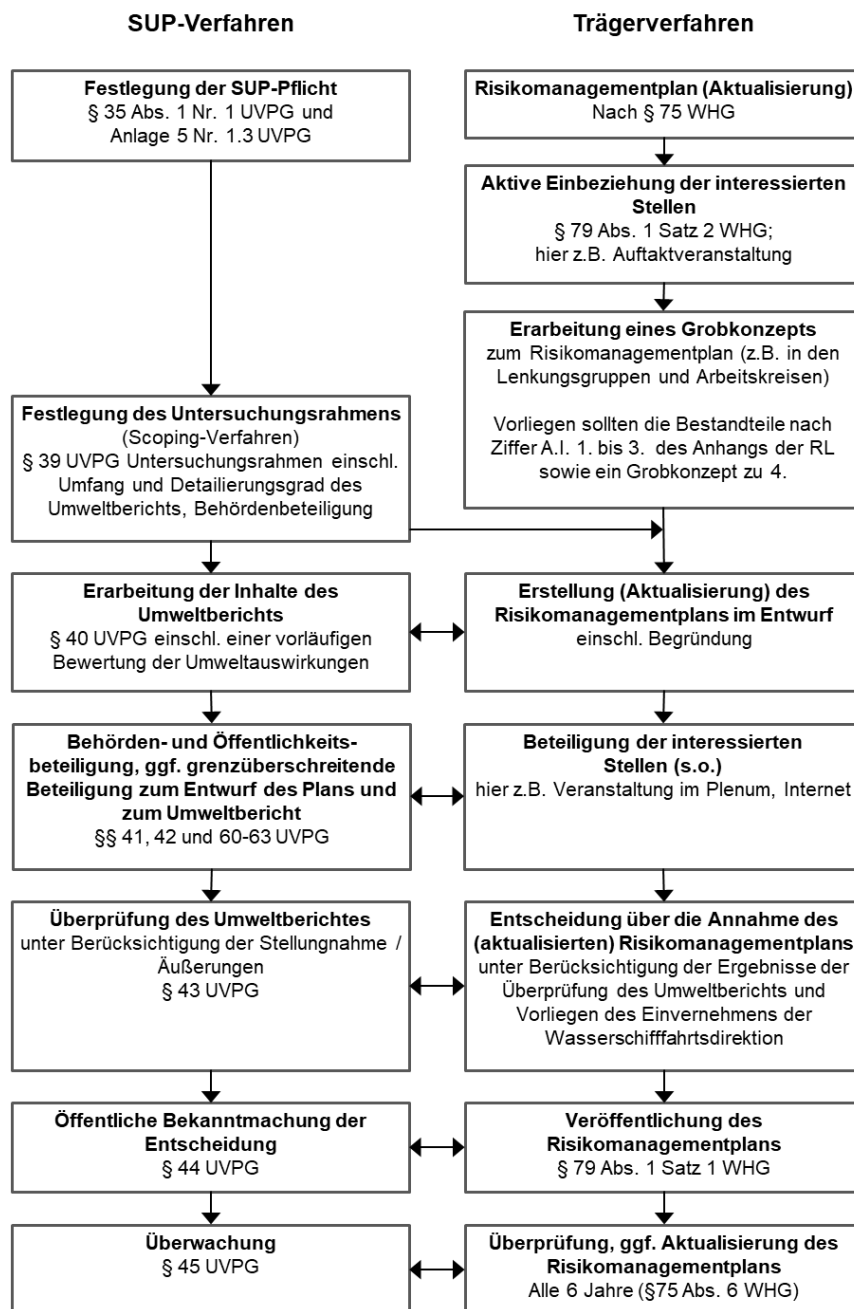 SUP-Verfahren
Festlegung der SUP-Pflicht
§ 35 Abs. 1 Nr. 1 UVPG und
Anlage 5 Nr. 1.3 UVPG
Festlegung des Untersuchungsrahmens
(Scoping-Verfahren)
§ 39 UVPG Untersuchungsrahmen einschl.
Umfang und Detailierungsgrad des
Umweltberichts, Behördenbeteiligung
Erarbeitung der Inhalte des
Umweltberichts
§ 40 UVPG einschl. einer vorläufigen
Bewertung der Umweltauswirkungen
Behörden- und Öffentlichkeits-
beteiligung, ggf. grenzüberschreitende
Beteiligung zum Entwurf des Plans und
zum Umweltbericht
§§ 41, 42 und 60-63 UVPG
Überprüfung des Umweltberichtes
unter Berücksichtigung der Stellungnahme /
Äußerungen
§ 43 UVPG
Öffentliche Bekanntmachung der
Entscheidung
§ 44 UVPG
Überwachung
§ 45 UVPG
Trägerverfahren
Risikomanagementplan (Aktualisierung)
Nach § 75 WHG
Aktive Einbeziehung der interessierten
Stellen
§ 79 Abs. 1 Satz 2 WHG;
hier z.B. Auftaktveranstaltung
Erarbeitung eines Grobkonzepts
zum Risikomanagementplan (z.B. in den
Lenkungsgruppen und Arbeitskreisen)
Vorliegen sollten die Bestandteile nach
Ziffer A.I. 1. bis 3. des Anhangs der RL
sowie ein Grobkonzept zu 4.
Erstellung (Aktualisierung) des
Risikomanagementplans im Entwurf
einschl. Begründung
Beteiligung der interessierten
Stellen (s.o.)
hier z.B. Veranstaltung im Plenum, Internet
Entscheidung über die Annahme des
(aktualisierten) Risikomanagementplans
unter Berücksichtigung der Ergebnisse der
Überprüfung des Umweltberichts und
Vorliegen des Einvernehmens der
Wasserschifffahrtsdirektion
Veröffentlichung des
Risikomanagementplans
§ 79 Abs. 1 Satz 1 WHG
Überprüfung, ggf. Aktualisierung des
Risikomanagementplans
Alle 6 Jahre (§75 Abs. 6 WHG)